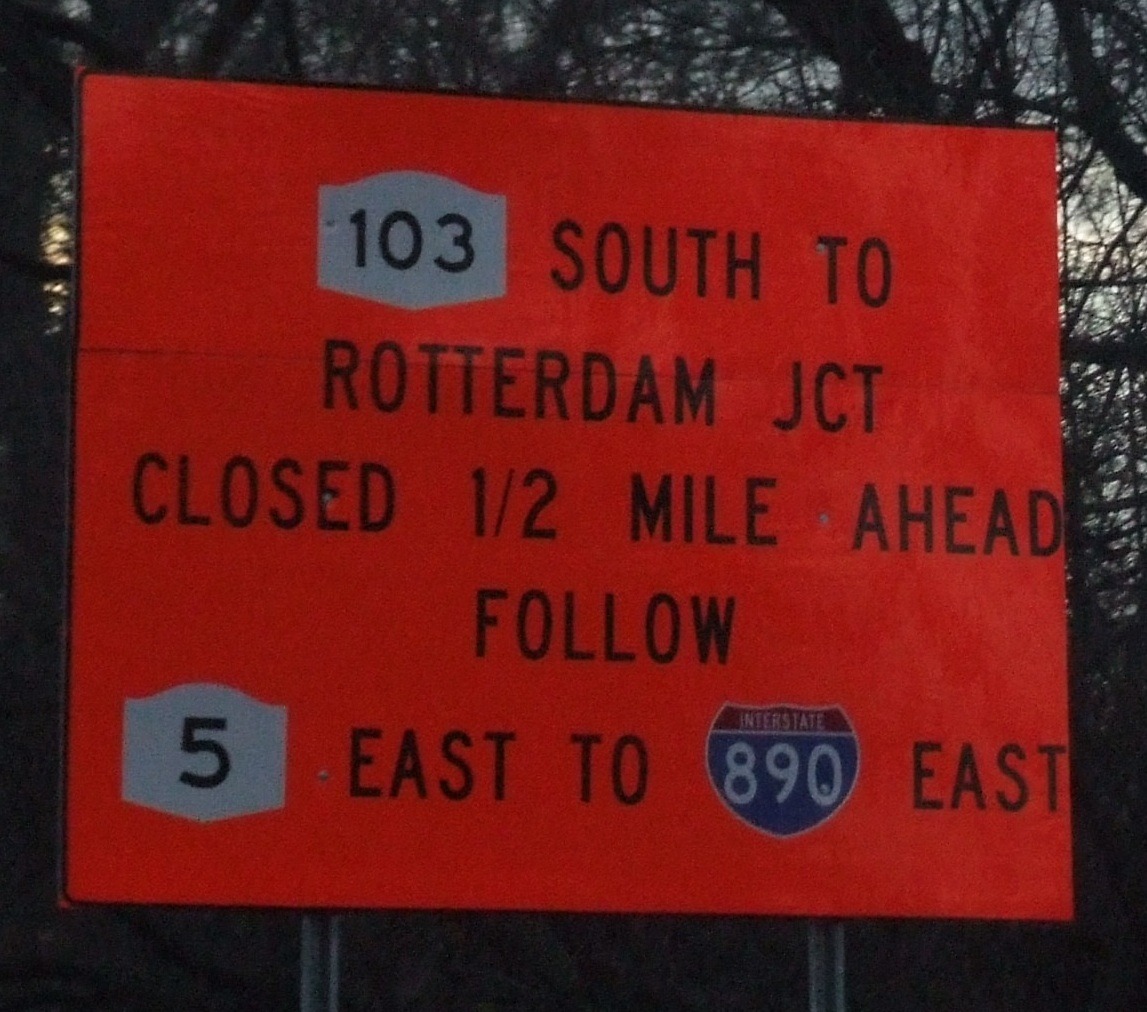 103 SOUTH TO
ROTTERDAM JCT
CLOSED 1/2 MILE AHEAD
FOLLOW
5 EAST TO INTERSTATE 890 EAST